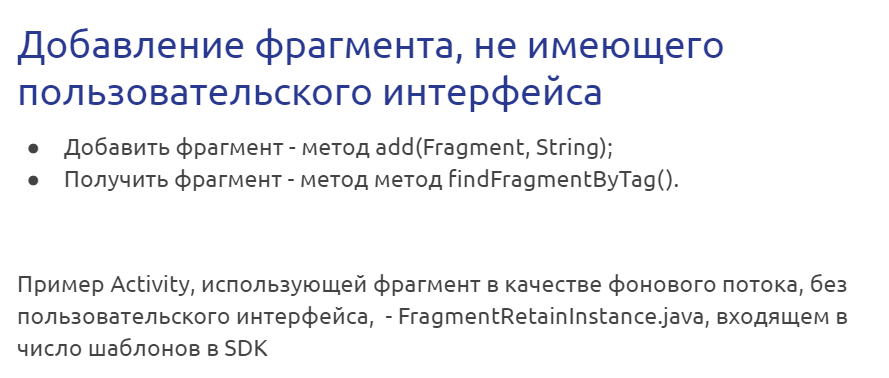 Добавление фрагмента, не имеющего
пользовательского интерфейса
● Добавить фрагмент - метод add(Fragment, String);
● Получить фрагмент - метод метод findFragmentByTag().
Пример Activity, использующей фрагмент в качестве фонового потока, без
пользовательского интерфейса,  - FragmentRetainInstance.java, входящем в
число шаблонов в SDK